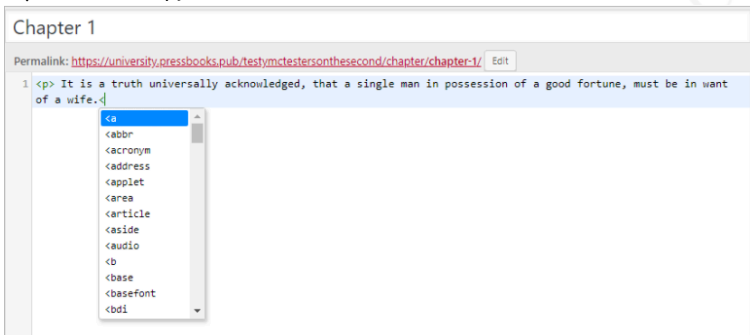 Chapter 1
Permalink: https://university.pressbooks.pub/testymctestersonthesecond/chapter/chapter-1/ Edit
1 <p> It is a truth universally acknowledged, that a single man in possession of a good fortune, must be in want
of a wife.<
<a
<abbr
<acronym
<address
<applet
<area
<article
<aside
<audio
<b
<base
<basefont
<bdi